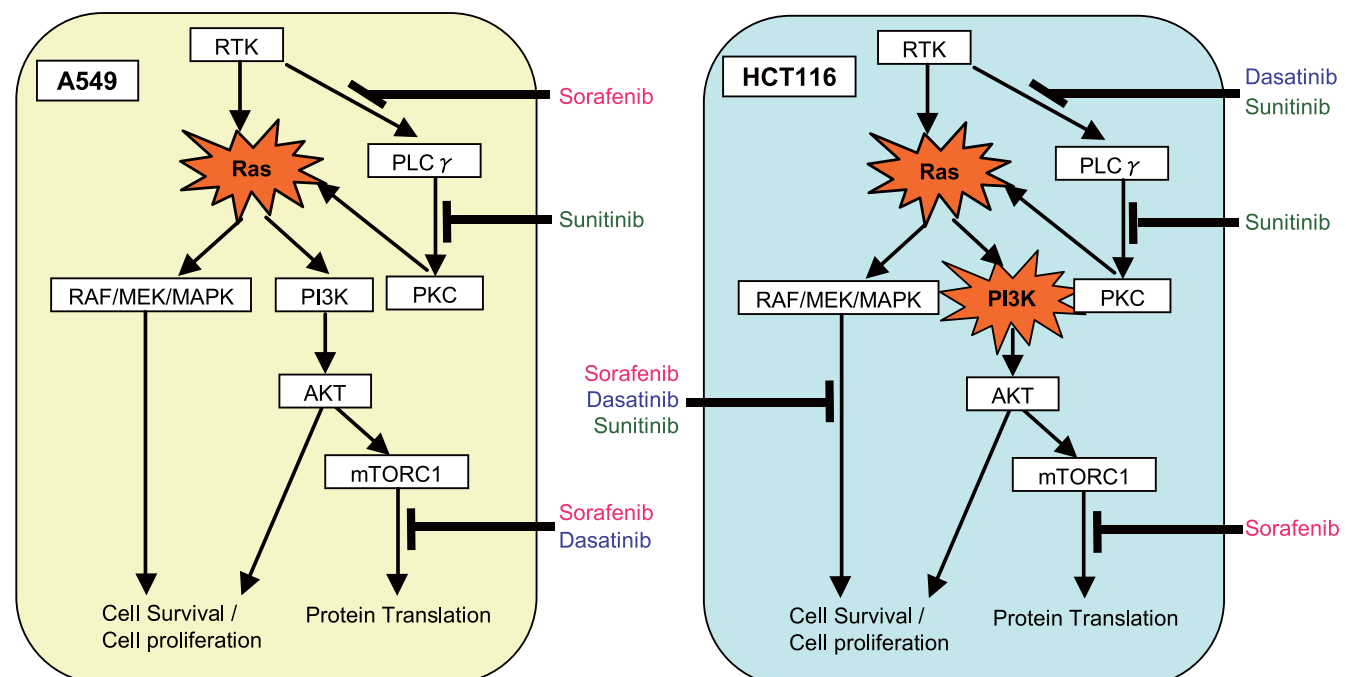 A549
RTK
Sorafenib
Ras
PLCγ
Sunitinib
RAF/MEK/MAPK
PI3K
PKC
AKT
mTORC1
Sorafenib
Dasatinib
Cell Survival /
Cell proliferation
Protein Translation
HCT116
RTK
Dasatinib
Sunitinib
Ras
PLCγ
Sunitinib
RAF/MEK/MAPK
PI3K
PKC
Sorafenib
Dasatinib
Sunitinib
AKT
mTORC1
Sorafenib
Cell Survival /
Cell proliferation
Protein Translation